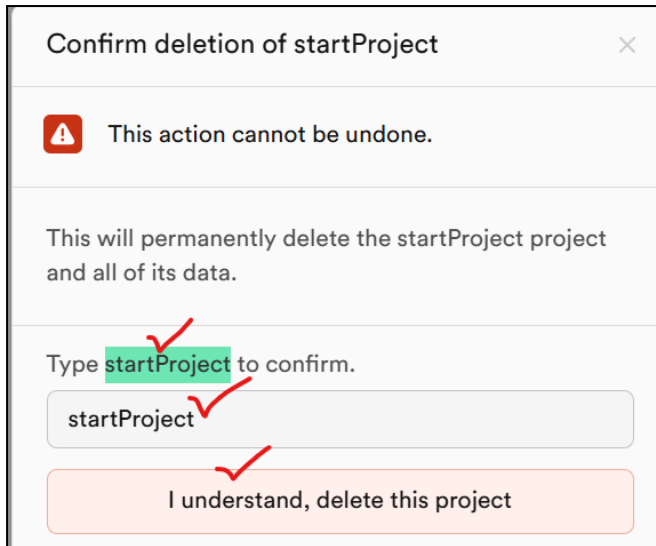 Confirm deletion of startProject
This action cannot be undone.
This will permanently delete the startProject project
and all of its data.
Type startProject to confirm.
startProject
I understand, delete this project